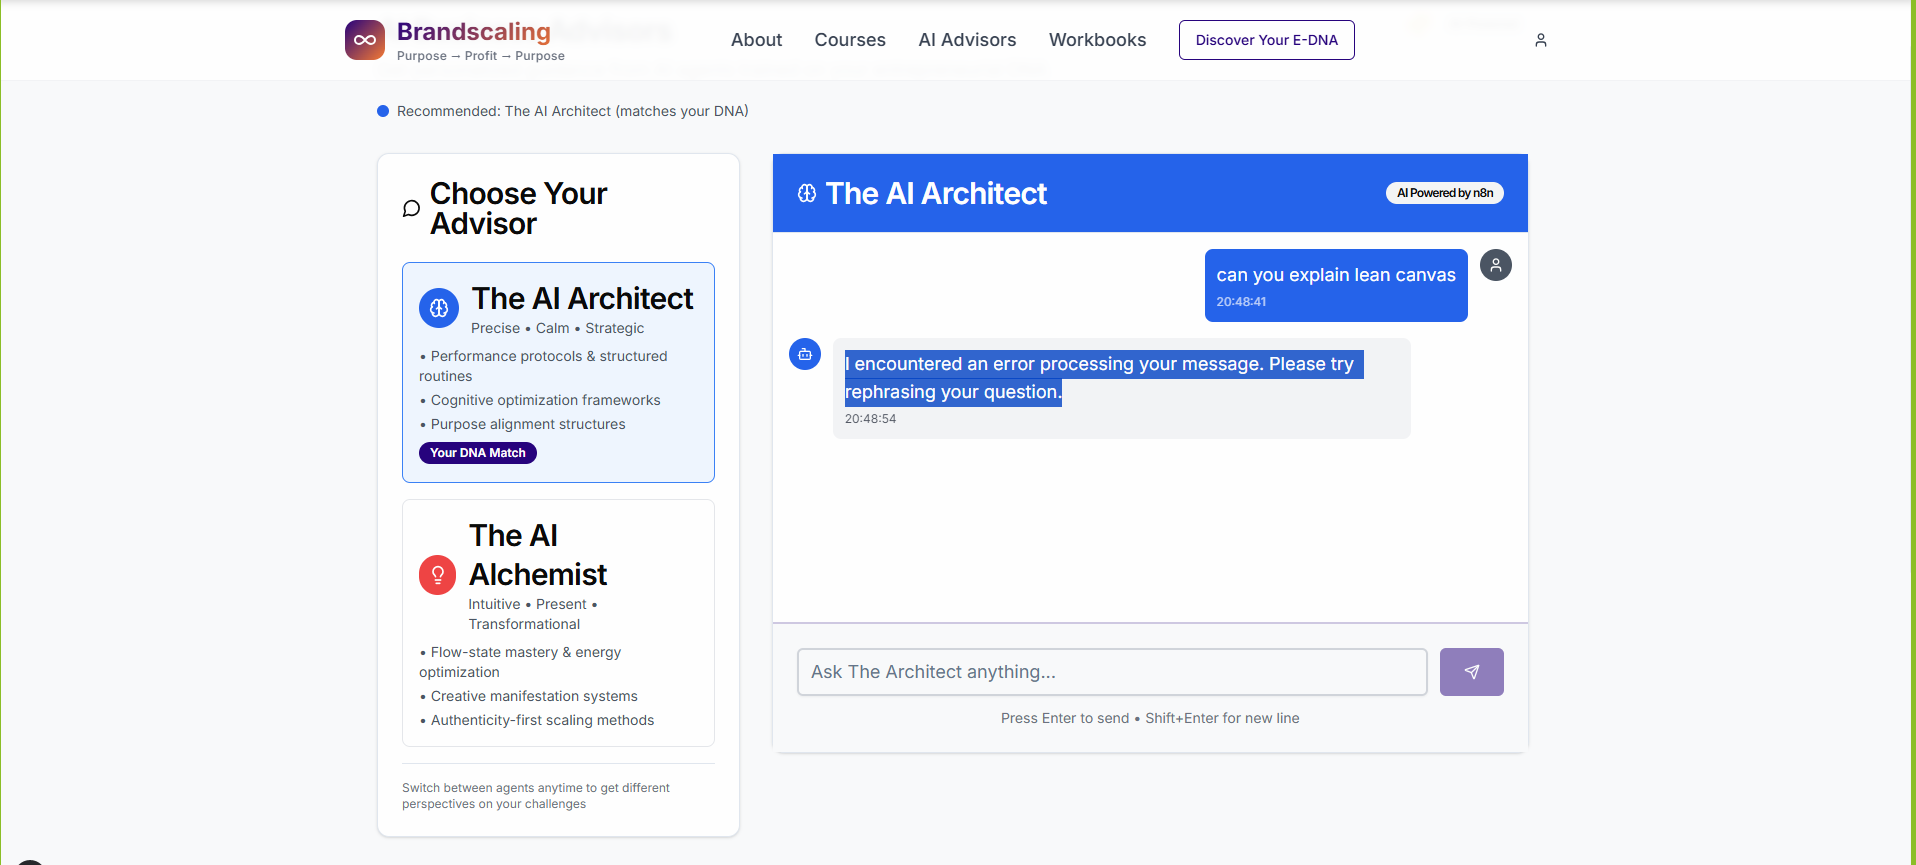 Brandscaling
Purpose → Profit → Purpose
About
Courses
AI Advisors
Workbooks
Discover Your E-DNA
Recommended: The AI Architect (matches your DNA)
Choose Your
Advisor
The AI Architect
Precise • Calm • Strategic
• Performance protocols & structured
routines
• Cognitive optimization frameworks
• Purpose alignment structures
Your DNA Match
The AI
Alchemist
Intuitive • Present •
Transformational
• Flow-state mastery & energy
optimization
• Creative manifestation systems
• Authenticity-first scaling methods
Switch between agents anytime to get different
perspectives on your challenges
The AI Architect
AI Powered by n8n
can you explain lean canvas
20:48:41
I encountered an error processing your message. Please try
rephrasing your question.
20:48:54
Ask The Architect anything...
Press Enter to send • Shift+Enter for new line